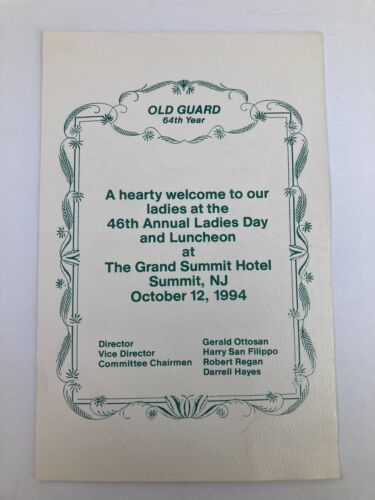 OLD GUARD
64th Year
A hearty welcome to our
ladies at the
46th Annual Ladies Day
and Luncheon
at
The Grand Summit Hotel
Summit, NJ
October 12, 1994
Director Gerald Ottosan
Vice Director Harry San Filippo
Committee Chairmen Robert Regan
Darrell Hayes